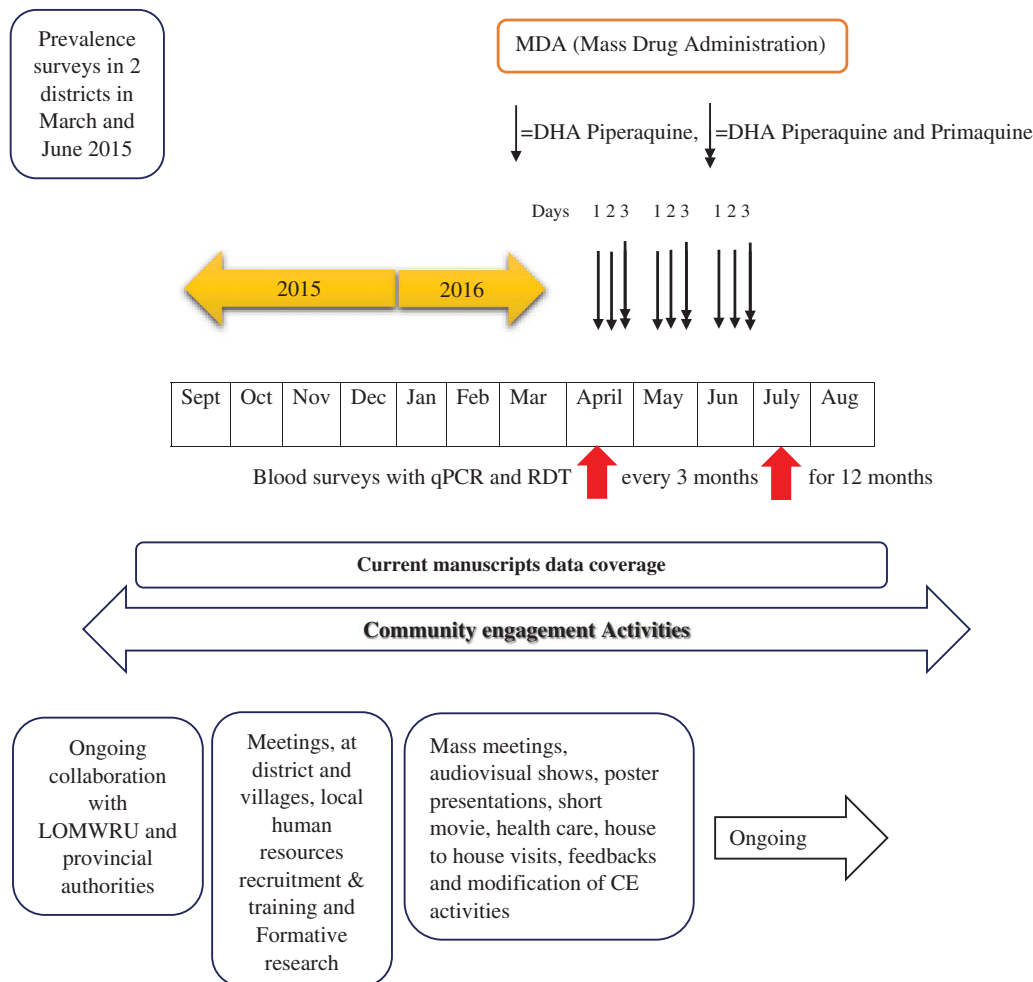 Prevalence
surveys in 2
districts in
March and
June 2015
MDA (Mass Drug Administration)
=DHA Piperaquine,
=DHA Piperaquine and Primaquine
Days 1 2 3 1 2 3 1 2 3
2015 2016
Sept Oct Nov Dec Jan Feb Mar April May Jun July Aug
Blood surveys with qPCR and RDT every 3 months for 12 months
Current manuscripts data coverage
Community engagement Activities
Ongoing
collaboration
with
LOMWRU and
provincial
authorities
Meetings, at
district and
villages, local
human
resources
recruitment &
training and
Formative
research
Mass meetings,
audiovisual shows, poster
presentations, short
movie, health care, house
to house visits, feedbacks
and modification of CE
activities
Ongoing